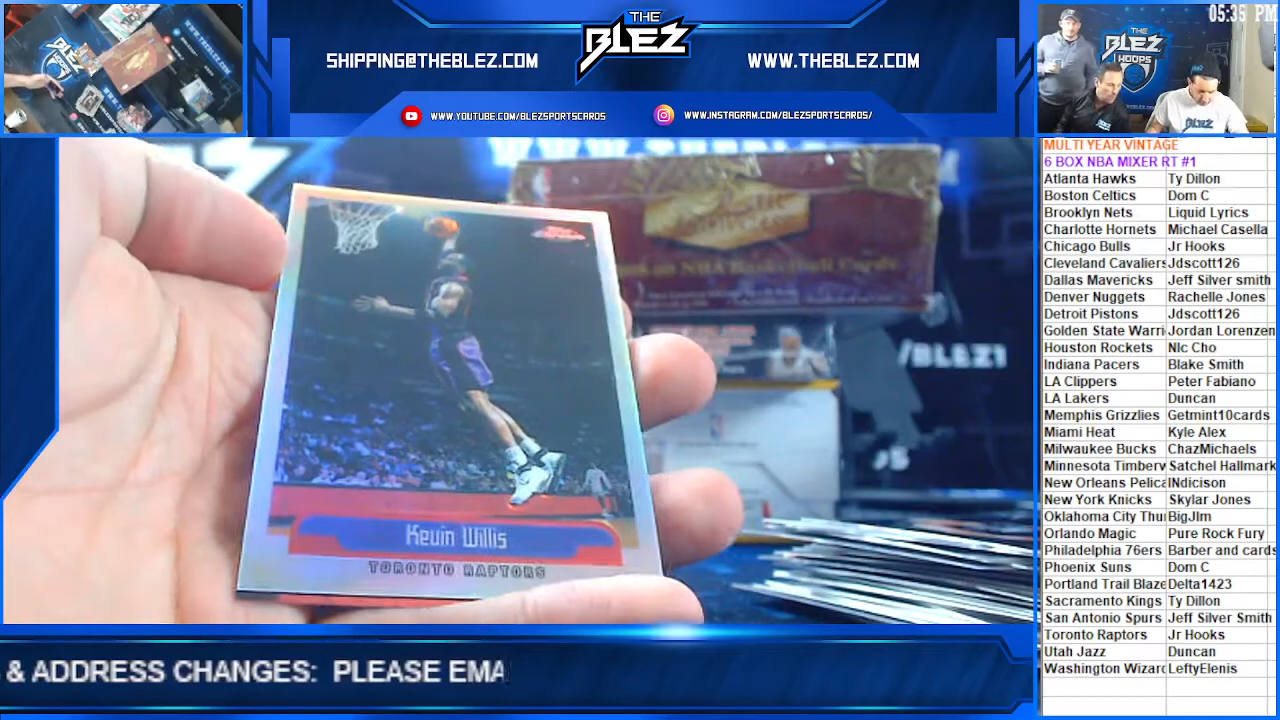 05:35 PM
THE
BLEZ
SHIPPING@THEBLEZ.COM
WWW.THEBLEZ.COM
WWW.YOUTUBE.COM/BLEZSPORTSCARDS
WWW.INSTAGRAM.COM/BLEZSPORTSCARDS/
THE
BLEZ
HOOPS
NBA Basketball Cards
/BLEZ1
Kevin Willis
TORONTO RAPTORS
& ADDRESS CHANGES: PLEASE EMA
MULTI YEAR VINTAGE
6 BOX NBA MIXER RT #1
Atlanta Hawks Ty Dillon
Boston Celtics Dom C
Brooklyn Nets Liquid Lyrics
Charlotte Hornets Michael Casella
Chicago Bulls Jr Hooks
Cleveland Cavaliers Jdscott126
Dallas Mavericks Jeff Silver smith
Denver Nuggets Rachelle Jones
Detroit Pistons Jdscott126
Golden State Warri Jordan Lorenzen
Houston Rockets NIc Cho
Indiana Pacers Blake Smith
LA Clippers Peter Fabiano
LA Lakers Duncan
Memphis Grizzlies Getmint10cards
Miami Heat Kyle Alex
Milwaukee Bucks ChazMichaels
Minnesota Timberw Satchel Hallmark
New Orleans Pelica INdicison
New York Knicks Skylar Jones
Oklahoma City Thu BigJIm
Orlando Magic Pure Rock Fury
Philadelphia 76ers Barber and cards
Phoenix Suns Dom C
Portland Trail Blaze Delta1423
Sacramento Kings Ty Dillon
San Antonio Spurs Jeff Silver Smith
Toronto Raptors Jr Hooks
Utah Jazz Duncan
Washington Wizard LeftyElenis